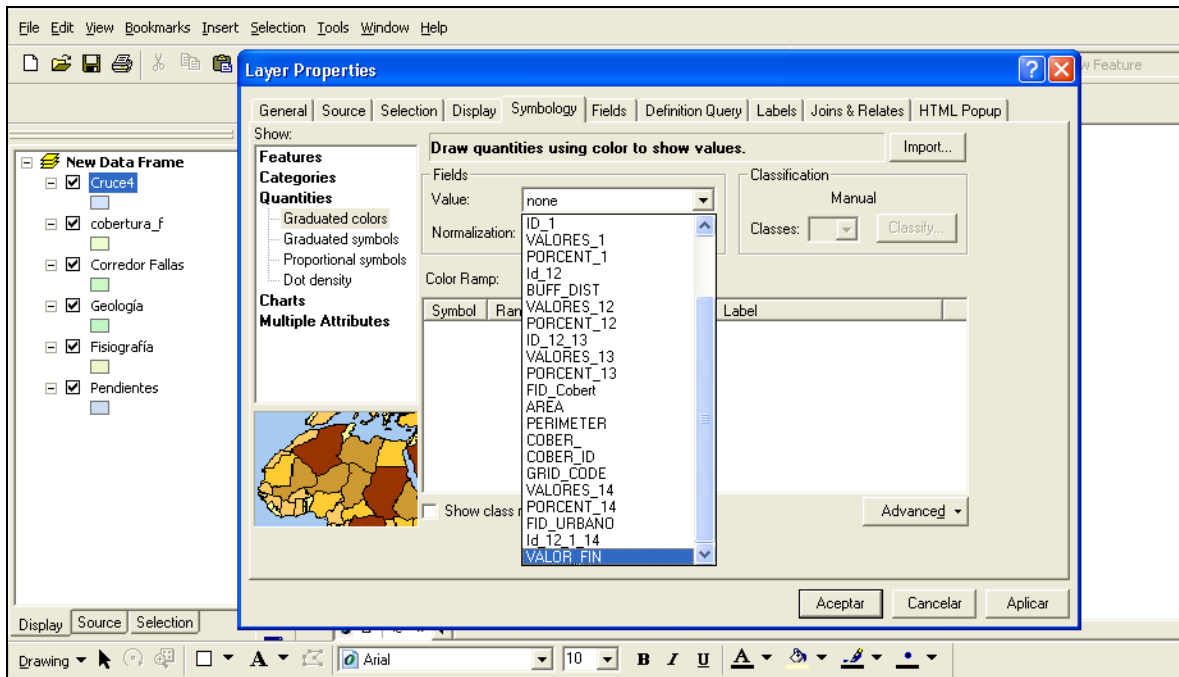 File Edit View Bookmarks Insert Selection Tools Window Help
w Feature
Layer Properties
General Source Selection Display Symbology Fields Definition Query Labels Joins & Relates HTML Popup
Show:
Features
Categories
Quantities
Graduated colors
Graduated symbols
Proportional symbols
Dot density
Charts
Multiple Attributes
Draw quantities using color to show values.
Import...
Fields
Value:
none
Normalization:
Classification
Manual
Classes:
Classify...
Color Ramp:
Symbol Ran
Label
ID_1
VALORES_1
PORCENT_1
Id_12
BUFF_DIST
VALORES_12
PORCENT_12
ID_12_13
VALORES_13
PORCENT_13
FID_Cobert
AREA
PERIMETER
COBER_
COBER_ID
GRID_CODE
VALORES_14
PORCENT_14
FID_URBANO
Id_12_1_14
VALOR_FIN
Show class r
Advanced
Aceptar Cancelar Aplicar
New Data Frame
Cruce4
cobertura_f
Corredor Fallas
Geología
Fisiografía
Pendientes
Display Source Selection
Drawing A Arial 10 B I U A